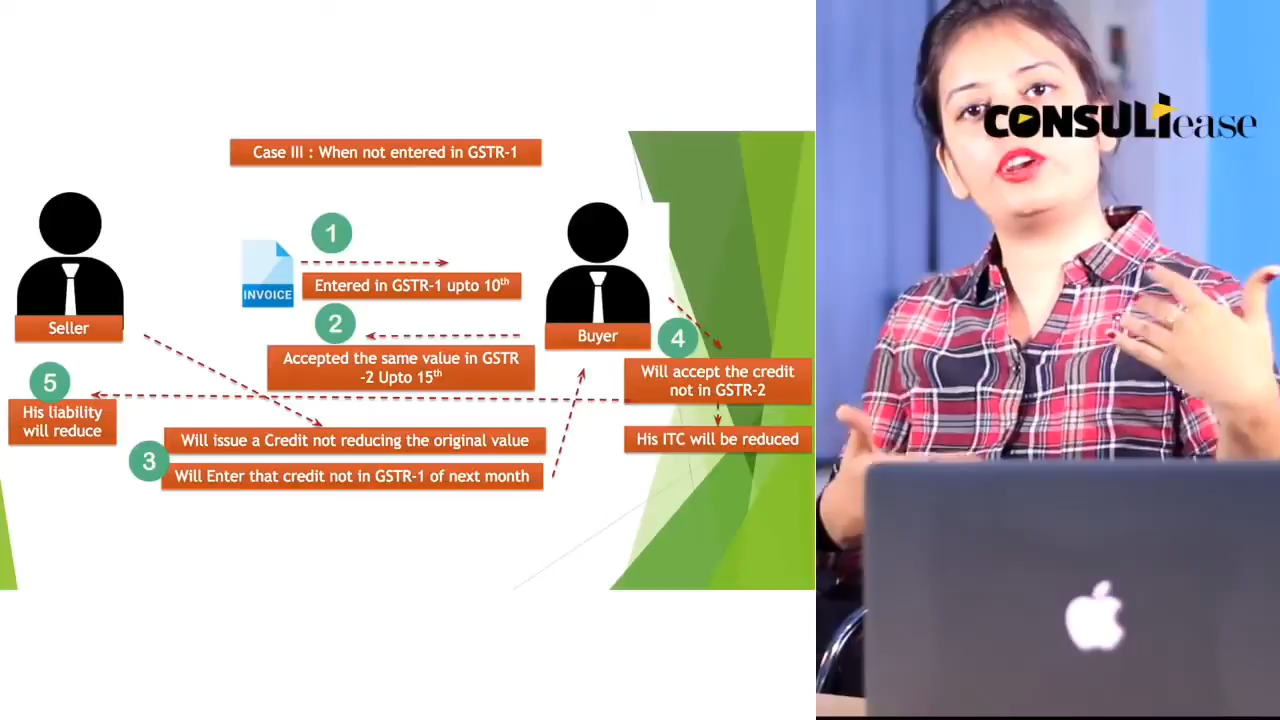 CONSULTease
Case III : When not entered in GSTR-1
1
INVOICE
Entered in GSTR-1 upto 10th
2
Seller
Buyer
4
Accepted the same value in GSTR
-2 Upto 15th
Will accept the credit
not in GSTR-2
5
His liability
will reduce
Will issue a Credit not reducing the original value
His ITC will be reduced
3
Will Enter that credit not in GSTR-1 of next month